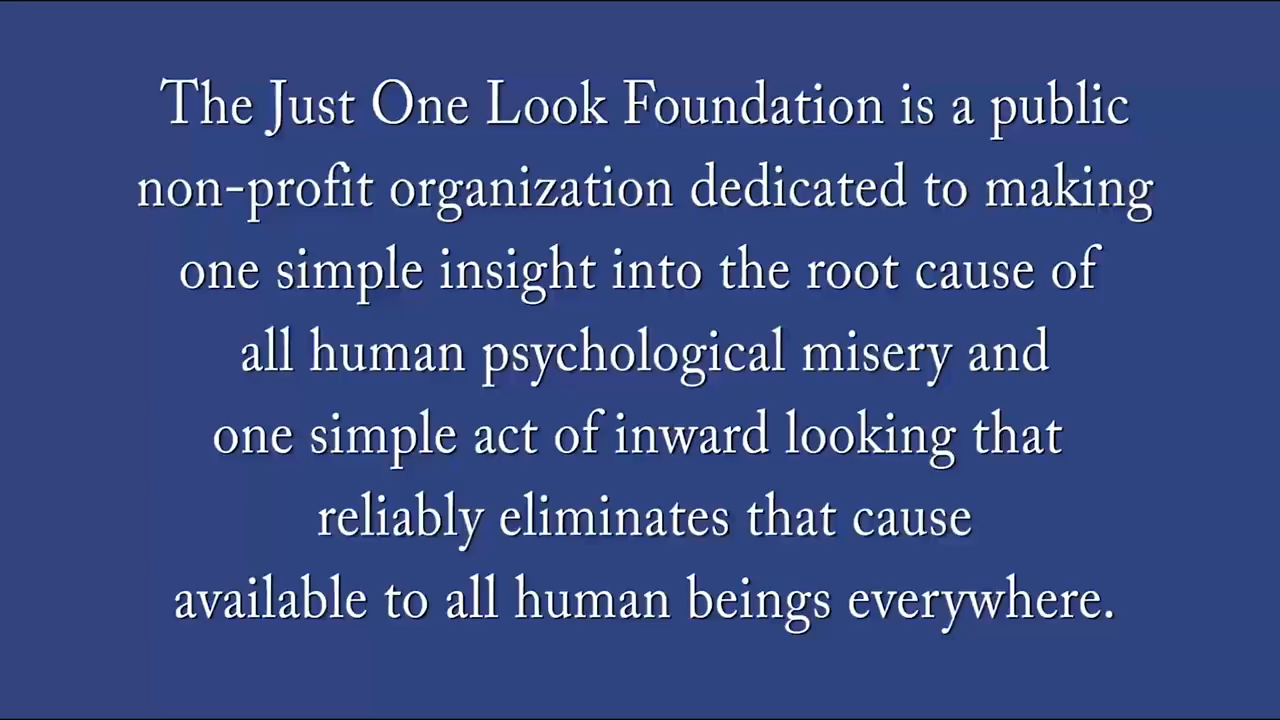 The Just One Look Foundation is a public
non-profit organization dedicated to making
one simple insight into the root cause of
all human psychological misery and
one simple act of inward looking that
reliably eliminates that cause
available to all human beings everywhere.